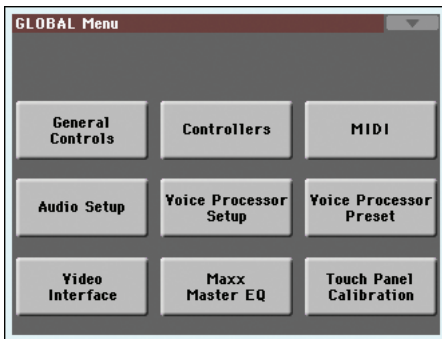 GLOBAL Menu
General
Controls
Controllers
MIDI
Audio Setup
Voice Processor
Setup
Voice Processor
Preset
Video
Interface
Maxx
Master EQ
Touch Panel
Calibration